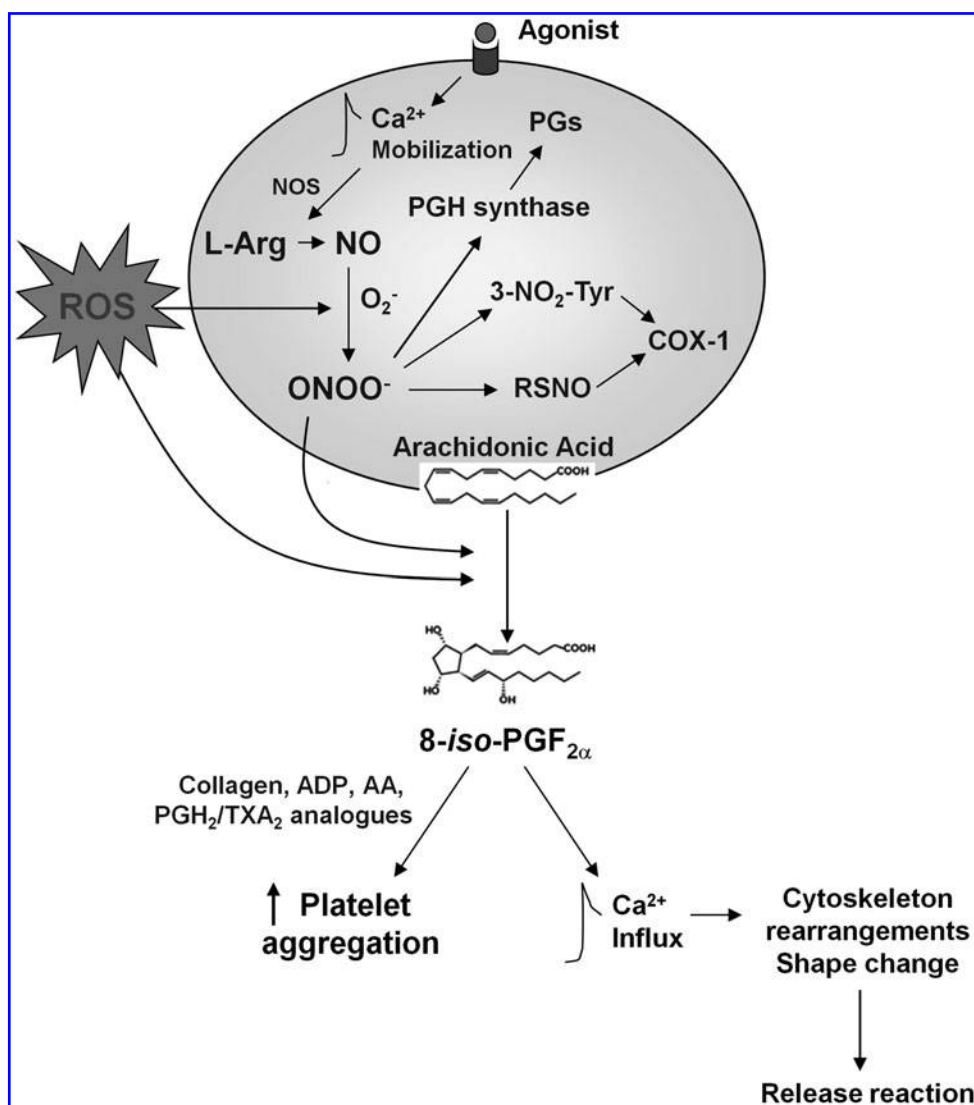 Agonist
Ca²⁺
Mobilization
PGs
NOS
PGH synthase
L-Arg
NO
ROS
O₂⁻
3-NO₂-Tyr
COX-1
ONOO⁻
RSNO
Arachidonic Acid
COOH
HO
COOH
HO
OH
8-iso-PGF₂α
Collagen, ADP, AA,
PGH₂/TXA₂ analogues
Platelet
aggregation
Ca²⁺
Influx
Cytoskeleton
rearrangements
Shape change
Release reaction